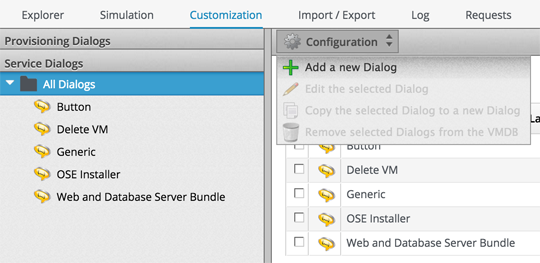 Explorer Simulation Customization Import / Export Log Requests
Provisioning Dialogs
Service Dialogs
All Dialogs
Button
Delete VM
Generic
OSE Installer
Web and Database Server Bundle
Configuration
Add a new Dialog
Edit the selected Dialog
Copy the selected Dialog to a new Dialog
Remove selected Dialogs from the VMDB
La
Button
Delete VM
Generic
OSE Installer
Web and Database Server Bundle